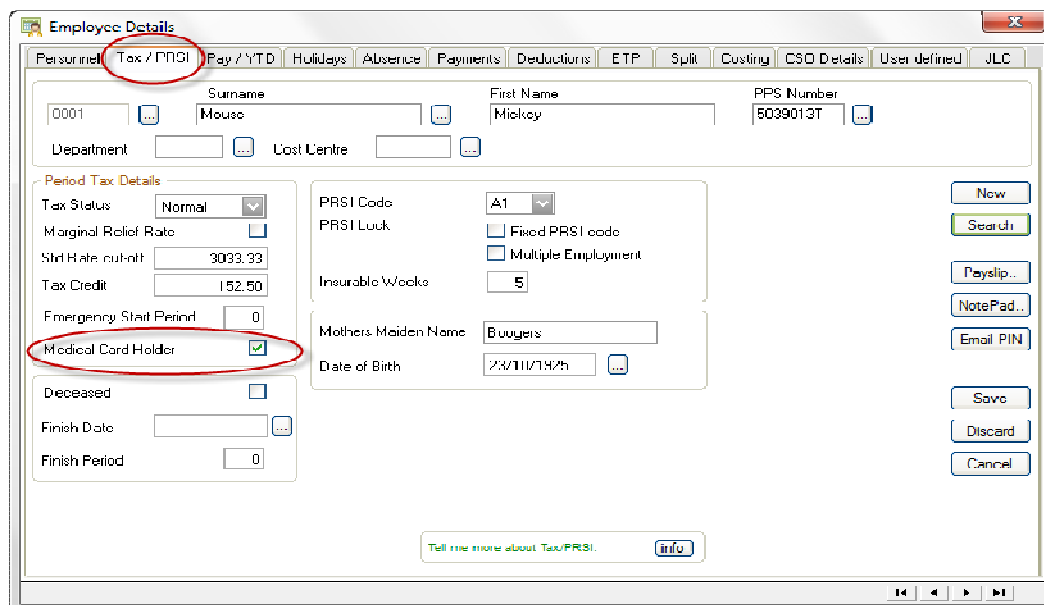 Employee Details
Personnel Tax / PRSI Pay / YTD Holidays Absence Payments Deductions ETP Split Costing CSO Details User defined JLC
Surname First Name PPS Number
0001 ... Mouse ... Mickey 5039013T ...
Department ... Cost Centre ...
Period Tax Details
Tax Status Normal
PRSI Code A1
New
Marginal Relief Rate
PRSI Lock Fixed PRSI code
Search
Std Rate cut-off 3033.33
Multiple Employment
Tax Credit 152.50
Insurable Weeks 5
Payslip..
NotePad..
Emergency Start Period 0
Mothers Maiden Name
Email PIN
Medical Card Holder
Date of Birth ...
Deceased
Save
Finish Date ...
Discard
Finish Period 0
Cancel
Tell me more about Tax/PRSI. info